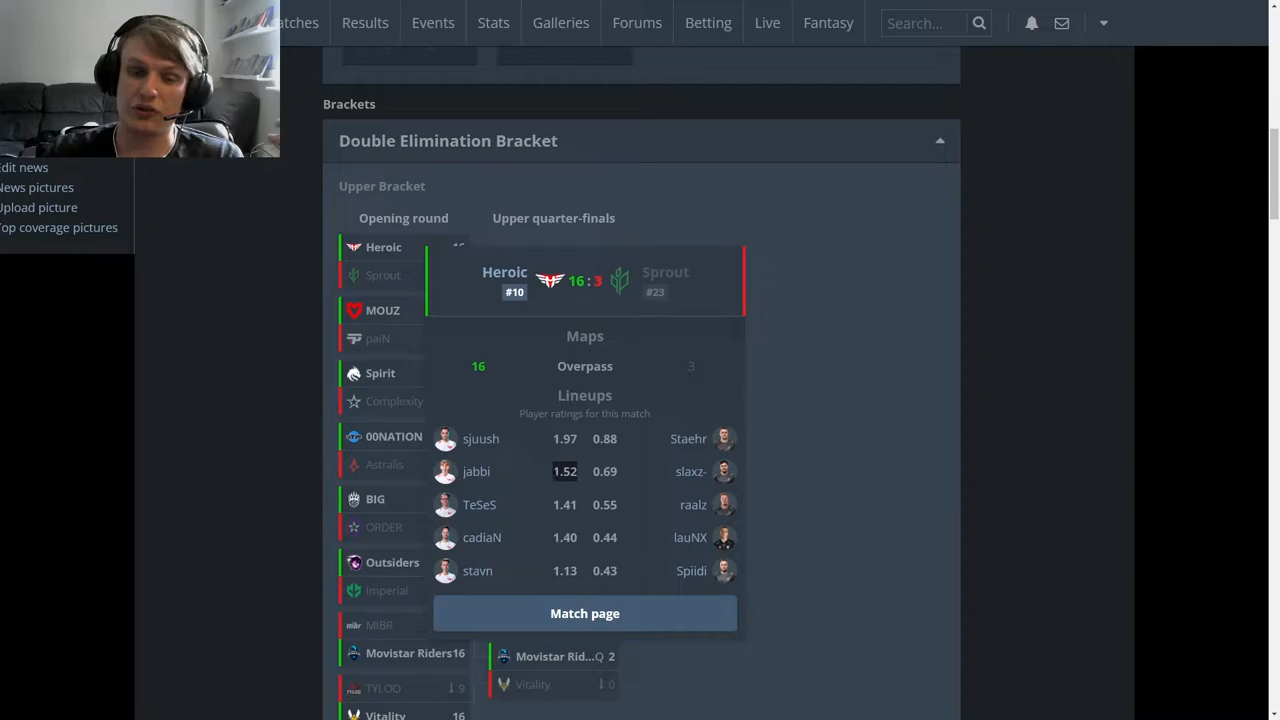 atches Results Events Stats Galleries Forums Betting Live Fantasy Search...
Edit news
News pictures
Upload picture
Top coverage pictures
Brackets
Double Elimination Bracket
Upper Bracket
Opening round Upper quarter-finals
Heroic 16
Sprout
MOUZ
paiN
Spirit
Complexity
00NATION
Astralis
BIG
ORDER
Outsiders
Imperial
MIBR
Movistar Riders 16
TYLOO 9
Vitality 16
Movistar Rid...Q 2
Vitality 0
Heroic 16 : 3 Sprout
#10 #23
Maps
16 Overpass 3
Lineups
Player ratings for this match
sjuush 1.97 0.88 Staehr
jabbi 1.52 0.69 slaxz-
TeSeS 1.41 0.55 raalz
cadiaN 1.40 0.44 lauNX
stavn 1.13 0.43 Spiidi
Match page